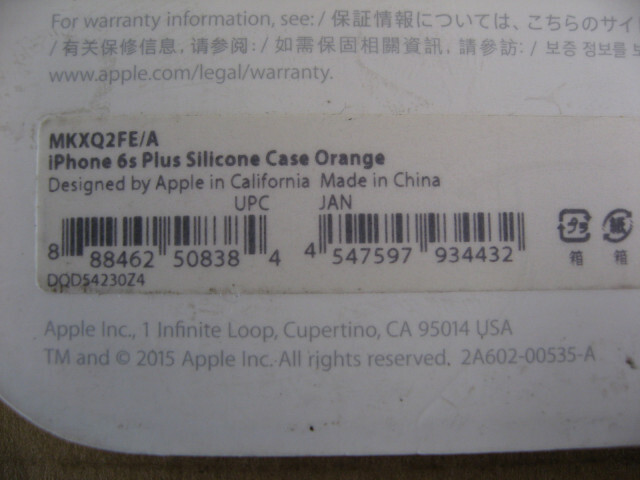 For warranty information, see: / 保証情報については、こちらのサイ
/ 有关保修信息，请参阅: / 如需保固相關資訊，請參訪: / 보증 정보를 보
www.apple.com/legal/warranty.
MKXQ2FE/A
iPhone 6s Plus Silicone Case Orange
Designed by Apple in California Made in China
UPC JAN
8 88462 50838 4 4 547597 934432
プラ 紙
箱 箱
DQD54230Z4
Apple Inc., 1 Infinite Loop, Cupertino, CA 95014 USA
TM and © 2015 Apple Inc. All rights reserved. 2A602-00535-A